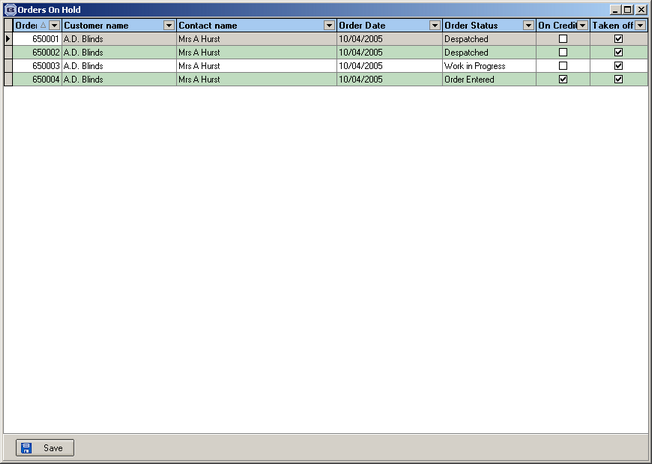 Orders On Hold
Order Customer name Contact name Order Date Order Status On Credit Taken off
650001 A.D. Blinds Mrs A Hurst 10/04/2005 Despatched
650002 A.D. Blinds Mrs A Hurst 10/04/2005 Despatched
650003 A.D. Blinds Mrs A Hurst 10/04/2005 Work in Progress
650004 A.D. Blinds Mrs A Hurst 10/04/2005 Order Entered
Save